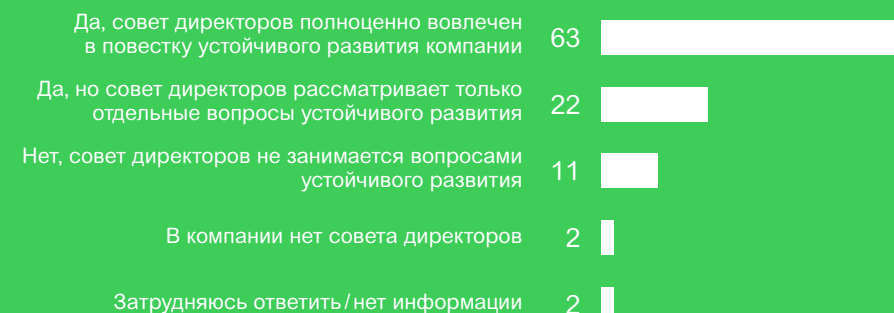 Да, совет директоров полноценно вовлечен
в повестку устойчивого развития компании 63
Да, но совет директоров рассматривает только
отдельные вопросы устойчивого развития 22
Нет, совет директоров не занимается вопросами
устойчивого развития 11
В компании нет совета директоров 2
Затрудняюсь ответить/нет информации 2